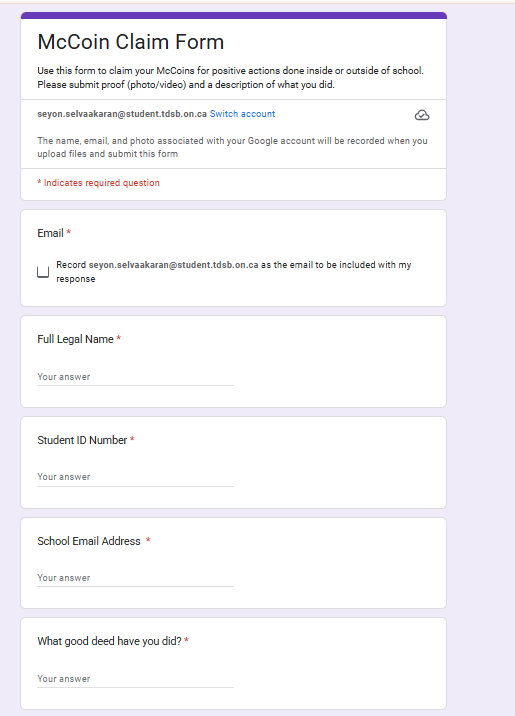 McCoin Claim Form
Use this form to claim your McCoins for positive actions done inside or outside of school.
Please submit proof (photo/video) and a description of what you did.
seyon.selvaakaran@student.tdsb.on.ca Switch account
The name, email, and photo associated with your Google account will be recorded when you
upload files and submit this form
* Indicates required question
Email *
Record seyon.selvaakaran@student.tdsb.on.ca as the email to be included with my
response
Full Legal Name *
Your answer
Student ID Number *
Your answer
School Email Address *
Your answer
What good deed have you did? *
Your answer